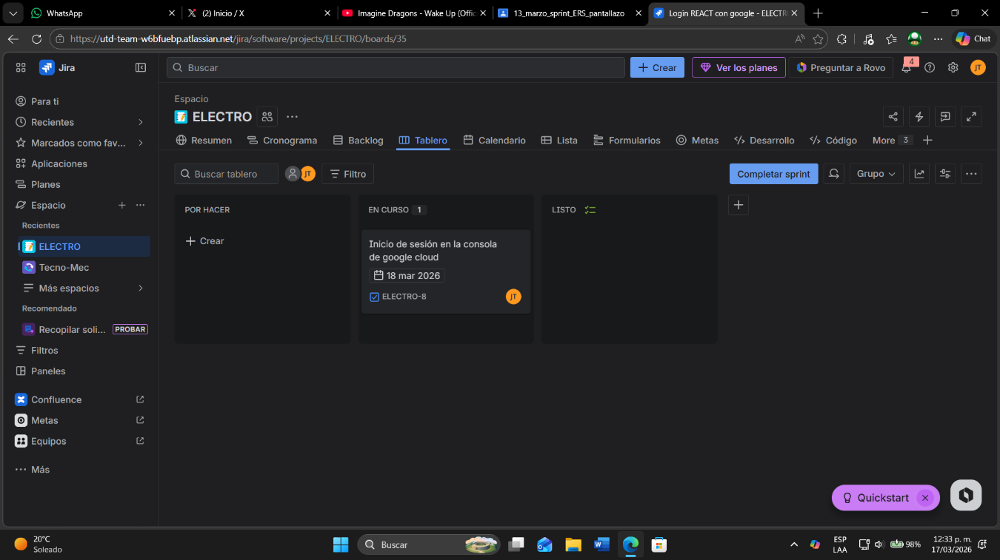 WhatsApp
(2) Inicio / X
Imagine Dragons - Wake Up (Offic
13_marzo_sprint_ERS_pantallazo
Login REACT con google - ELECTR
https://utd-team-w6bfuebp.atlassian.net/jira/software/projects/ELECTRO/boards/35
Chat
Jira
Buscar
Crear
Ver los planes
Preguntar a Rovo
4
JT
Para ti
Recientes
Marcados como fav...
Aplicaciones
Planes
Espacio
Recientes
ELECTRO
Tecno-Mec
Más espacios
Recomendado
Recopilar soli...
PROBAR
Filtros
Paneles
Confluence
Metas
Equipos
Más
Espacio
ELECTRO
Resumen
Cronograma
Backlog
Tablero
Calendario
Lista
Formularios
Metas
Desarrollo
Código
More 3
Buscar tablero
JT
Filtro
Completar sprint
Grupo
POR HACER
Crear
EN CURSO 1
Inicio de sesión en la consola
de google cloud
18 mar 2026
ELECTRO-8
JT
LISTO
Quickstart
20°C
Soleado
Buscar
ESP
LAA
98%
12:33 p. m.
17/03/2026